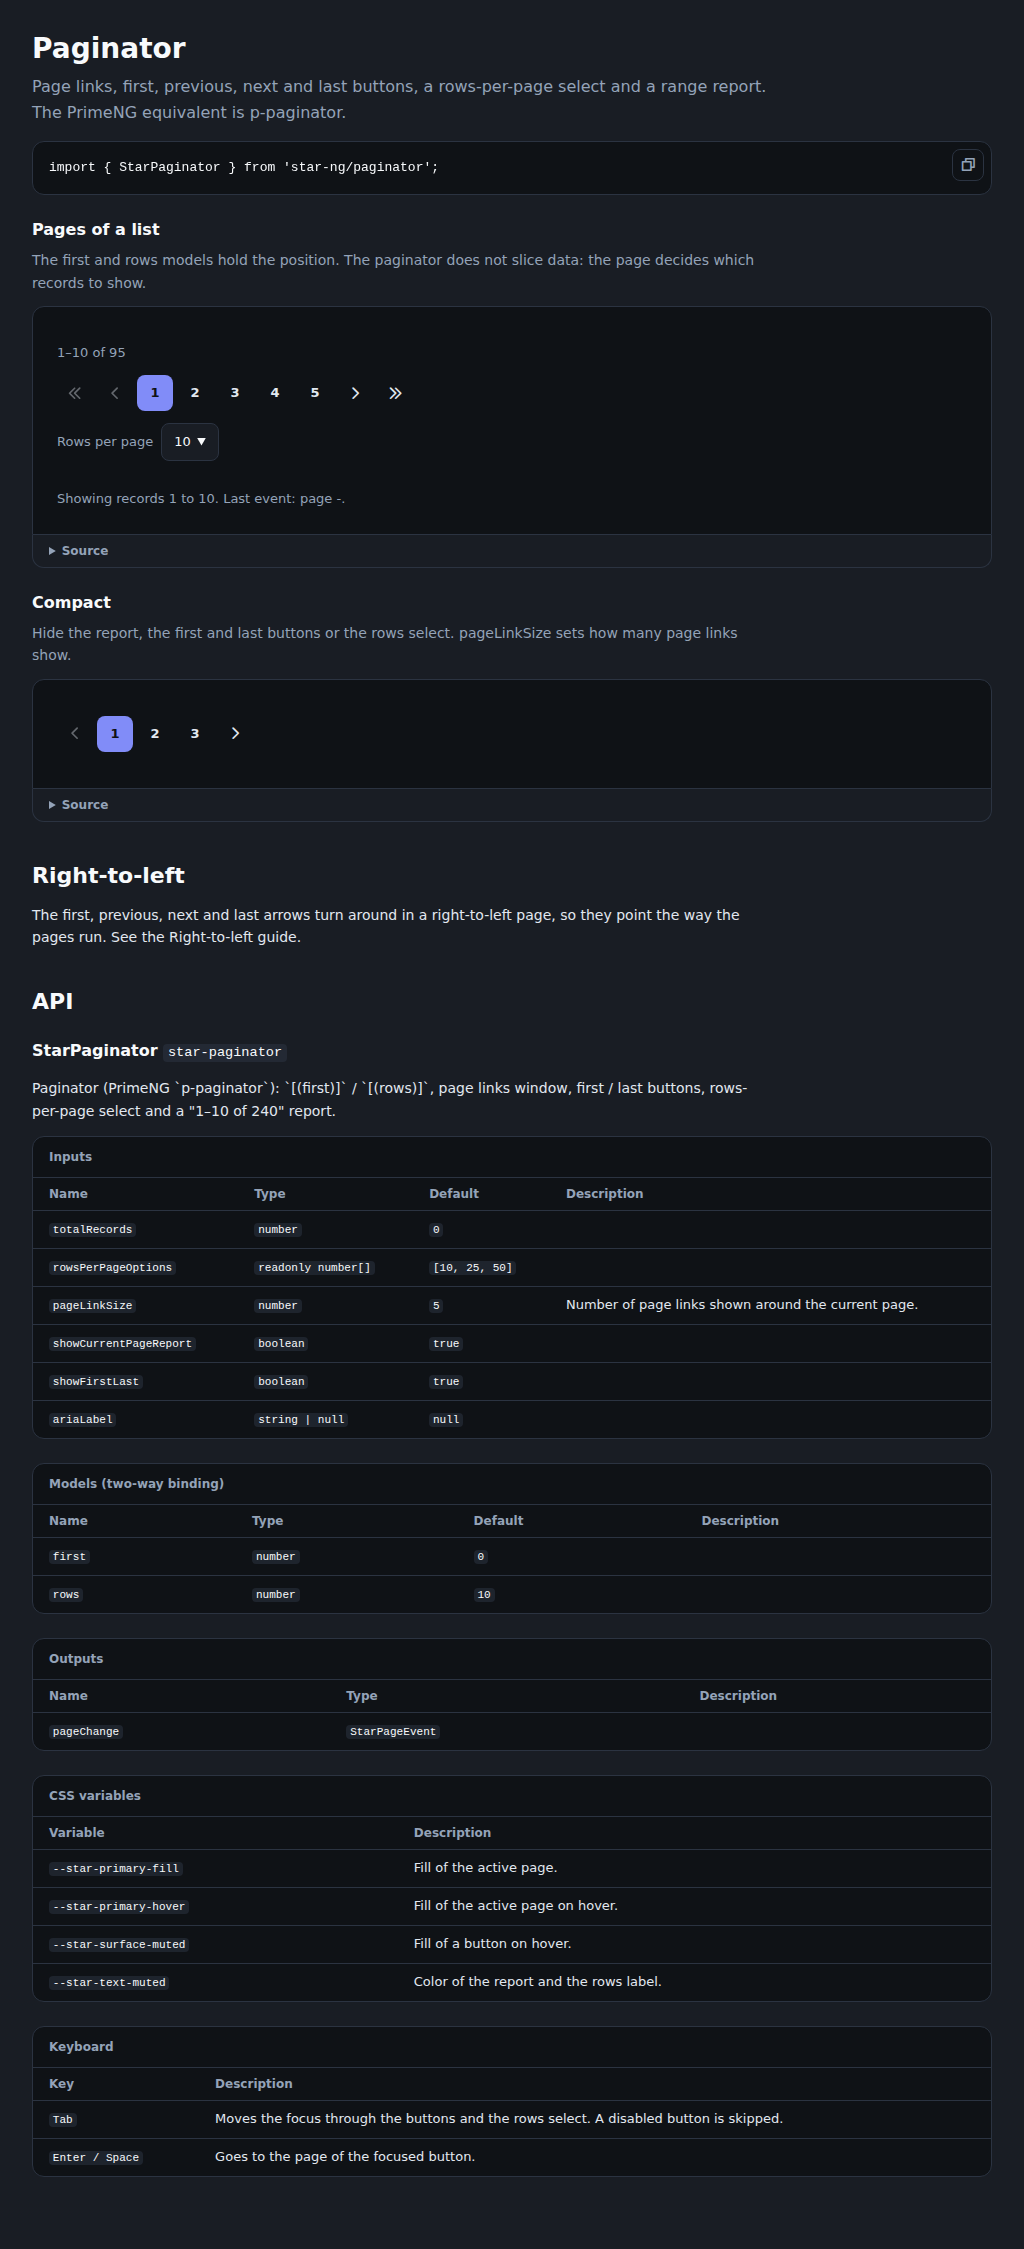 Paginator
Page links, first, previous, next and last buttons, a rows-per-page select and a range report.
The PrimeNG equivalent is p-paginator.
import { StarPaginator } from 'star-ng/paginator';
Pages of a list
The first and rows models hold the position. The paginator does not slice data: the page decides which
records to show.
1–10 of 95
1 2 3 4 5
Rows per page 10
Showing records 1 to 10. Last event: page -.
Source
Compact
Hide the report, the first and last buttons or the rows select. pageLinkSize sets how many page links
show.
1 2 3
Source
Right-to-left
The first, previous, next and last arrows turn around in a right-to-left page, so they point the way the
pages run. See the Right-to-left guide.
API
StarPaginator star-paginator
Paginator (PrimeNG `p-paginator`): `[(first)]` / `[(rows)]`, page links window, first / last buttons, rows-
per-page select and a "1–10 of 240" report.
Inputs
Name Type Default Description
totalRecords number 0
rowsPerPageOptions readonly number[] [10, 25, 50]
pageLinkSize number 5 Number of page links shown around the current page.
showCurrentPageReport boolean true
showFirstLast boolean true
ariaLabel string | null null
Models (two-way binding)
Name Type Default Description
first number 0
rows number 10
Outputs
Name Type Description
pageChange StarPageEvent
CSS variables
Variable Description
--star-primary-fill Fill of the active page.
--star-primary-hover Fill of the active page on hover.
--star-surface-muted Fill of a button on hover.
--star-text-muted Color of the report and the rows label.
Keyboard
Key Description
Tab Moves the focus through the buttons and the rows select. A disabled button is skipped.
Enter / Space Goes to the page of the focused button.